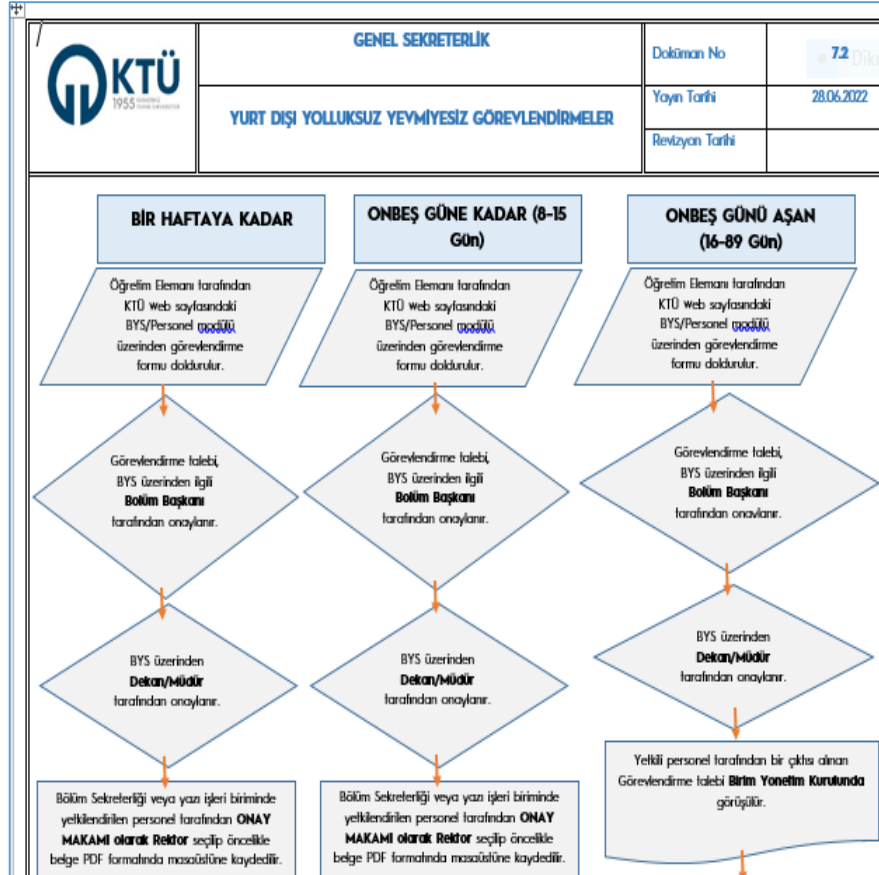 KTÜ
1955
GENEL SEKRETERLİK
YURT DIŞI YOLLUKSUZ YEVMİYESİZ GÖREVLENDİRMELER
Doküman No
7.2
Yayın Tarihi
28.06.2022
Revizyon Tarihi
BİR HAFTAYA KADAR
Öğretim Elemanı tarafından
KTÜ web sayfasındaki
BYS/Personel modülü
üzerinden görevlendirme
formu doldurulur.
Görevlendirme talebi,
BYS üzerinden ilgili
Bolüm Başkanı
tarafından onaylanır.
BYS üzerinden
Dekan/Müdür
tarafından onaylanır.
Bölüm Sekreterliği veya yazı işleri biriminde
yetkilendirilen personel tarafından ONAY
MAKAMI olarak Rektor seçilip öncelikle
belge PDF formatında masaüstüne kaydedilir.
ONBEŞ GÜNE KADAR (8-15
Gün)
Öğretim Elemanı tarafından
KTÜ web sayfasındaki
BYS/Personel modülü
üzerinden görevlendirme
formu doldurulur.
Görevlendirme talebi,
BYS üzerinden ilgili
Bolüm Başkanı
tarafından onaylanır.
BYS üzerinden
Dekan/Müdür
tarafından onaylanır.
Bölüm Sekreterliği veya yazı işleri biriminde
yetkilendirilen personel tarafından ONAY
MAKAMI olarak Rektor seçilip öncelikle
belge PDF formatında masaüstüne kaydedilir.
ONBEŞ GÜNÜ AŞAN
(16-89 Gün)
Öğretim Elemanı tarafından
KTÜ web sayfasındaki
BYS/Personel modülü
üzerinden görevlendirme
formu doldurulur.
Görevlendirme talebi,
BYS üzerinden ilgili
Bolüm Başkanı
tarafından onaylanır.
BYS üzerinden
Dekan/Müdür
tarafından onaylanır.
Yetkili personel tarafından bir çıktısı alınan
Görevlendirme talebi Birim Yonetim Kurulunda
görüşülür.